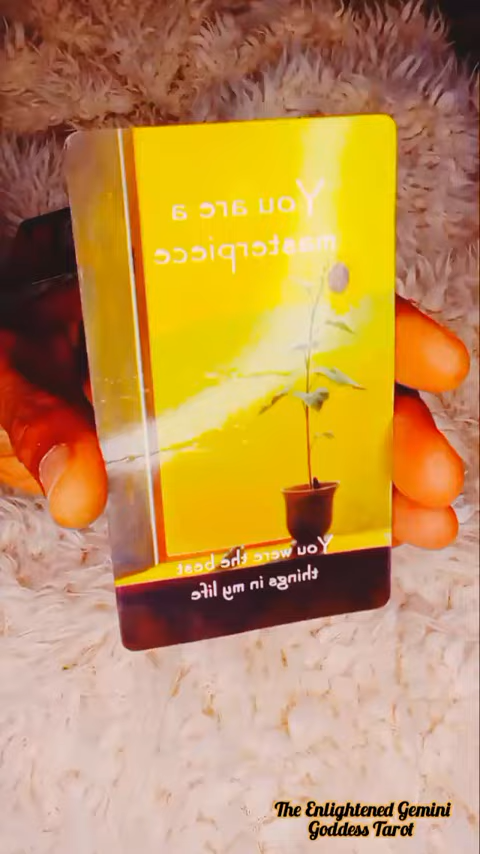 You are a
masterpiece
You were the best
things in my life
The Enlightened Gemini
Goddess Tarot